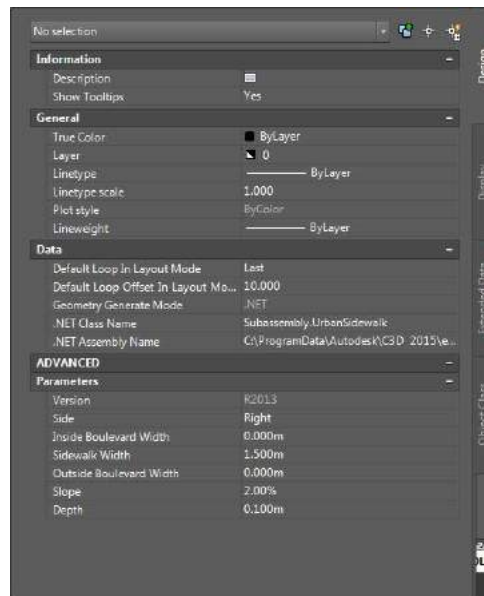 No selection
Information
Description
Show Tooltips Yes
General
True Color ByLayer
Layer 0
Linetype ByLayer
Linetype scale 1.000
Plot style ByColor
Lineweight ByLayer
Data
Default Loop In Layout Mode Last
Default Loop Offset In Layout Mo... 10.000
Geometry Generate Mode .NET
.NET Class Name Subassembly.UrbanSidewalk
.NET Assembly Name C:\ProgramData\Autodesk\C3D 2015\e...
ADVANCED
Parameters
Version R2013
Side Right
Inside Boulevard Width 0.000m
Sidewalk Width 1.500m
Outside Boulevard Width 0.000m
Slope 2.00%
Depth 0.100m
Design
Display
Extended Data
Object Class